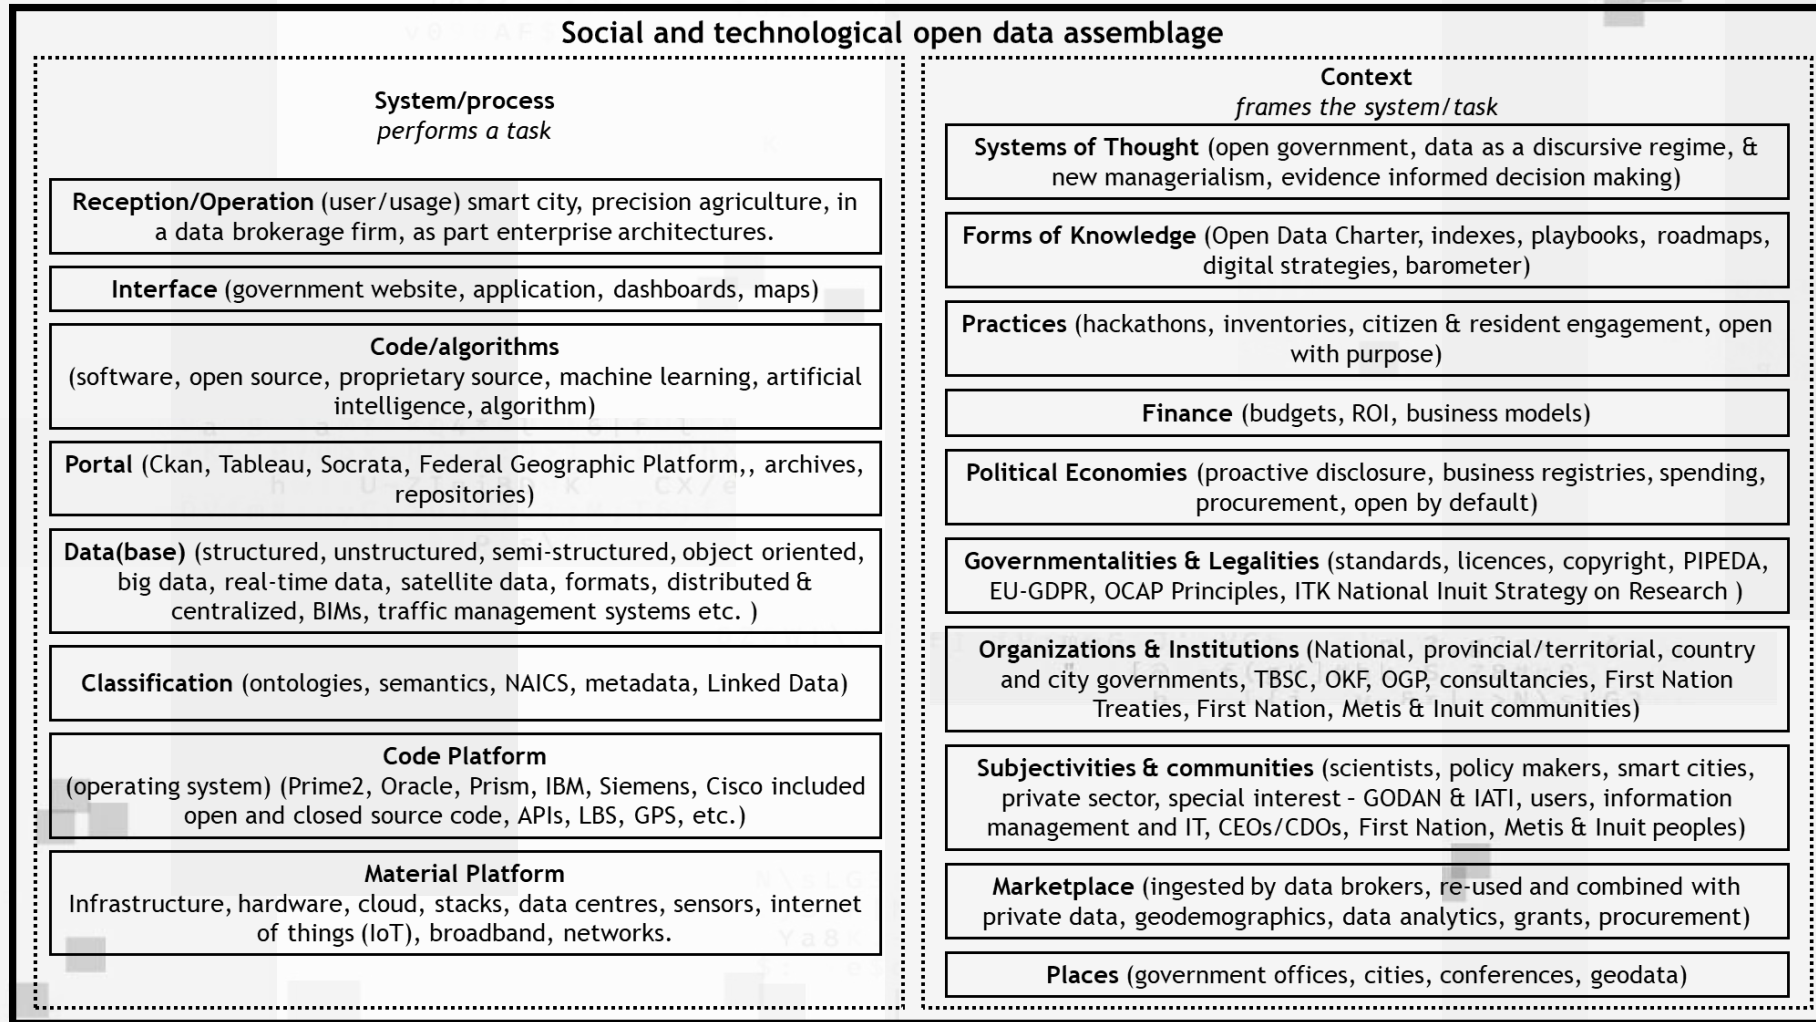 Social and technological open data assemblage
System/process
performs a task
Reception/Operation (user/usage) smart city, precision agriculture, in
a data brokerage firm, as part enterprise architectures.
Interface (government website, application, dashboards, maps)
Code/algorithms
(software, open source, proprietary source, machine learning, artificial
intelligence, algorithm)
Portal (Ckan, Tableau, Socrata, Federal Geographic Platform,, archives,
repositories)
Data(base) (structured, unstructured, semi-structured, object oriented,
big data, real-time data, satellite data, formats, distributed &
centralized, BIMs, traffic management systems etc. )
Classification (ontologies, semantics, NAICS, metadata, Linked Data)
Code Platform
(operating system) (Prime2, Oracle, Prism, IBM, Siemens, Cisco included
open and closed source code, APIs, LBS, GPS, etc.)
Material Platform
Infrastructure, hardware, cloud, stacks, data centres, sensors, internet
of things (IoT), broadband, networks.
Context
frames the system/task
Systems of Thought (open government, data as a discursive regime, &
new managerialism, evidence informed decision making)
Forms of Knowledge (Open Data Charter, indexes, playbooks, roadmaps,
digital strategies, barometer)
Practices (hackathons, inventories, citizen & resident engagement, open
with purpose)
Finance (budgets, ROI, business models)
Political Economies (proactive disclosure, business registries, spending,
procurement, open by default)
Governmentalities & Legalities (standards, licences, copyright, PIPEDA,
EU-GDPR, OCAP Principles, ITK National Inuit Strategy on Research )
Organizations & Institutions (National, provincial/territorial, country
and city governments, TBSC, OKF, OGP, consultancies, First Nation
Treaties, First Nation, Metis & Inuit communities)
Subjectivities & communities (scientists, policy makers, smart cities,
private sector, special interest – GODAN & IATI, users, information
management and IT, CEOs/CDOs, First Nation, Metis & Inuit peoples)
Marketplace (ingested by data brokers, re-used and combined with
private data, geodemographics, data analytics, grants, procurement)
Places (government offices, cities, conferences, geodata)